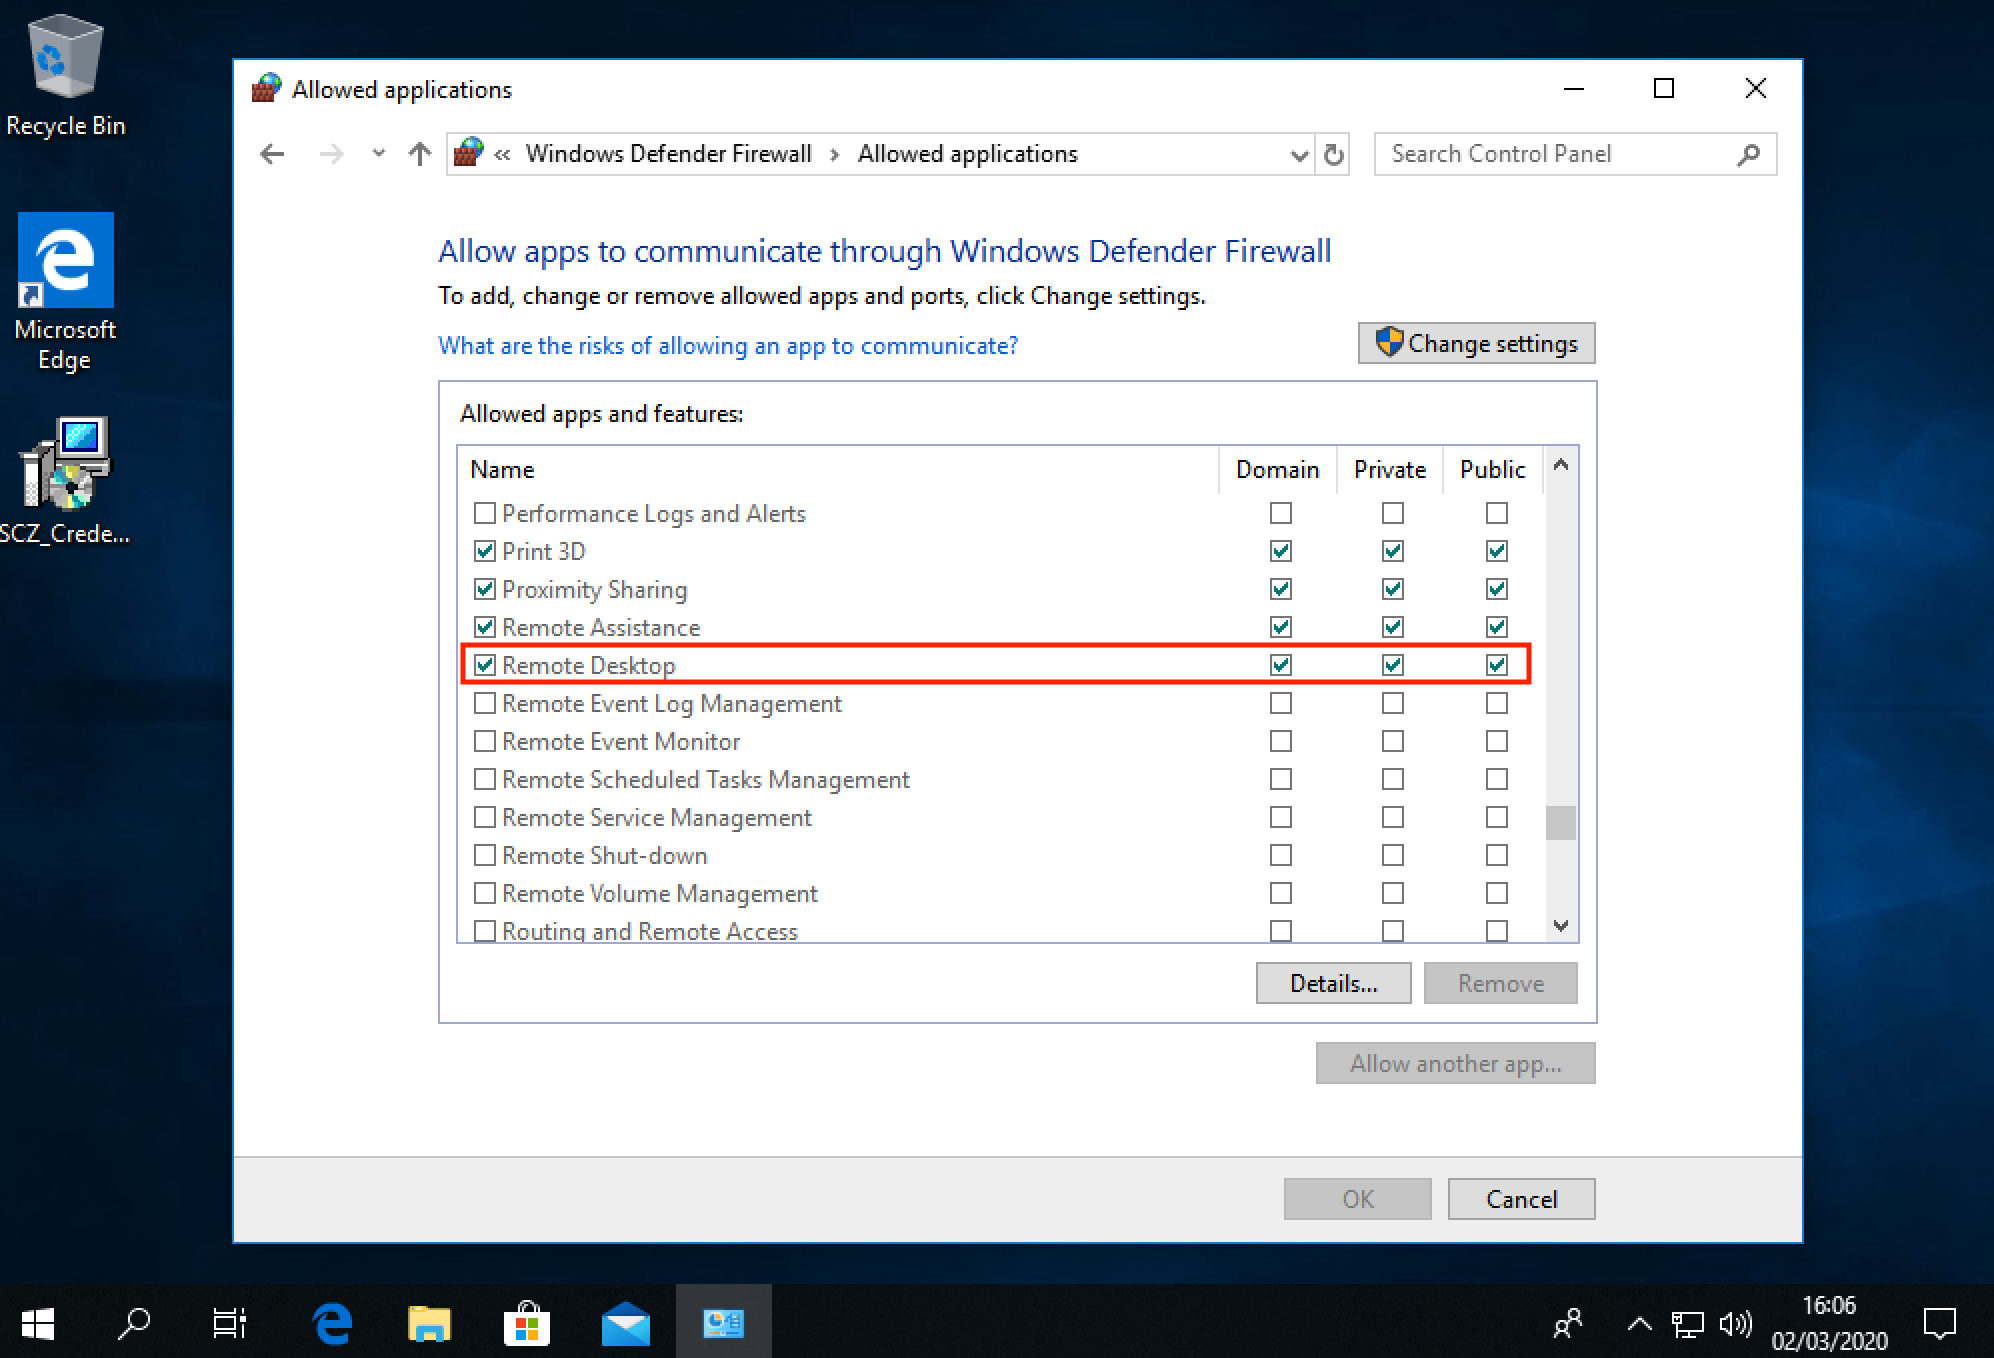 Recycle Bin
Microsoft
Edge
SCZ_Crede...
Allowed applications
« Windows Defender Firewall › Allowed applications
Search Control Panel
Allow apps to communicate through Windows Defender Firewall
To add, change or remove allowed apps and ports, click Change settings.
What are the risks of allowing an app to communicate?
Change settings
Allowed apps and features:
Name Domain Private Public
Performance Logs and Alerts
Print 3D
Proximity Sharing
Remote Assistance
Remote Desktop
Remote Event Log Management
Remote Event Monitor
Remote Scheduled Tasks Management
Remote Service Management
Remote Shut-down
Remote Volume Management
Routing and Remote Access
Details... Remove
Allow another app...
OK Cancel
16:06
02/03/2020